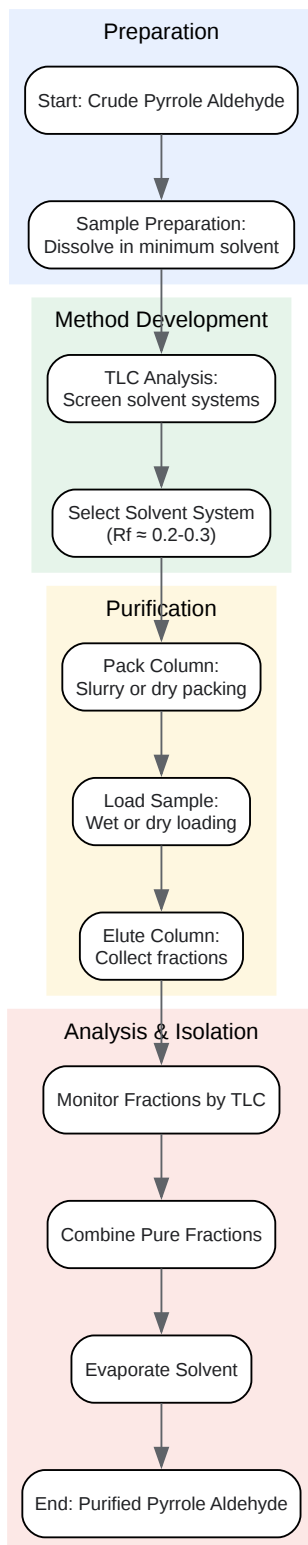 Preparation
Start: Crude Pyrrole Aldehyde
Sample Preparation:
Dissolve in minimum solvent
Method Development
TLC Analysis:
Screen solvent systems
Select Solvent System
(Rf ≈ 0.2-0.3)
Purification
Pack Column:
Slurry or dry packing
Load Sample:
Wet or dry loading
Elute Column:
Collect fractions
Analysis & Isolation
Monitor Fractions by TLC
Combine Pure Fractions
Evaporate Solvent
End: Purified Pyrrole Aldehyde